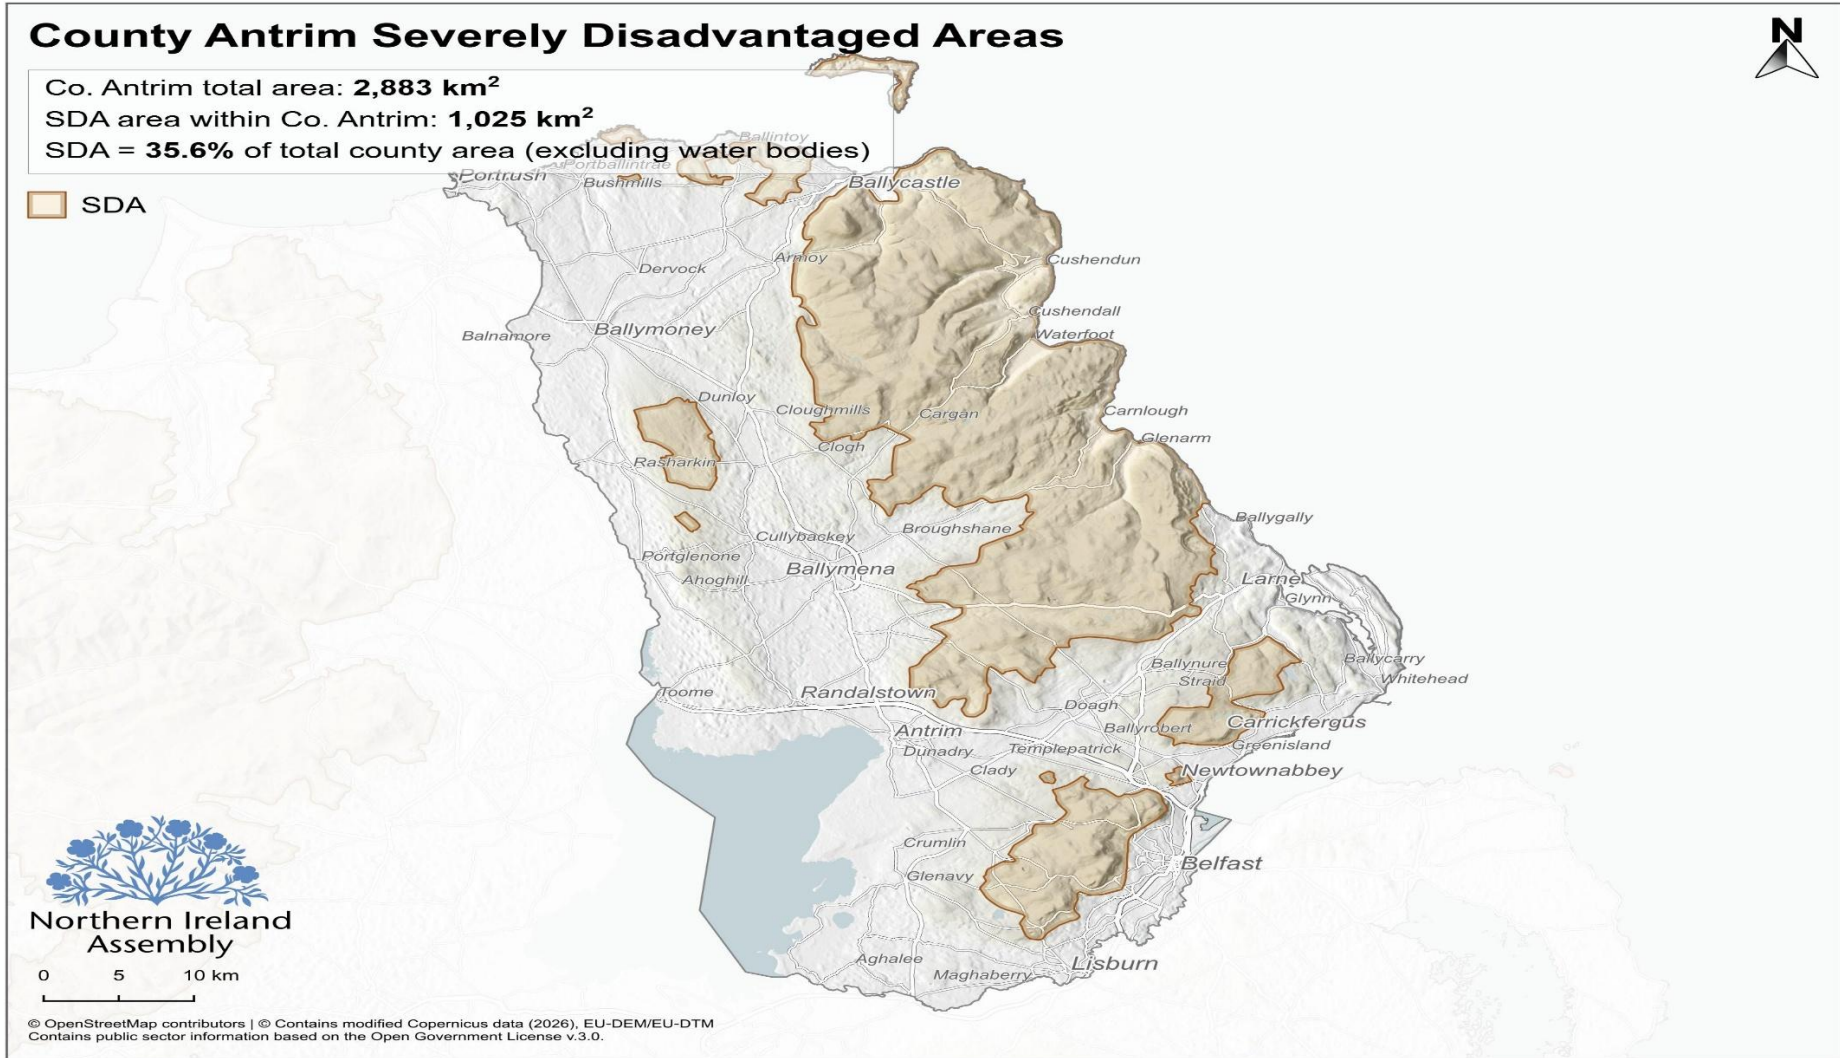 County Antrim Severely Disadvantaged Areas
N
Co. Antrim total area: 2,883 km²
SDA area within Co. Antrim: 1,025 km²
SDA = 35.6% of total county area (excluding water bodies)
SDA
Ballintoy
Portballintrae
Portrush
Bushmills
Ballycastle
Armoy
Dervock
Cushendun
Cushendall
Balnamore
Ballymoney
Waterfoot
Dunloy
Cloughmills
Cargan
Carnlough
Clogh
Glenarm
Rasharkin
Broughshane
Ballygally
Cullybackey
Portglenone
Ballymena
Ahoghill
Larne
Glynn
Ballynure
Ballycarry
Straid
Whitehead
Toome
Randalstown
Doagh
Antrim
Ballyrobert
Carrickfergus
Dunadry
Templepatrick
Greenisland
Clady
Newtownabbey
Crumlin
Belfast
Glenavy
Aghalee
Maghaberry
Lisburn
Northern Ireland
Assembly
0 5 10 km
© OpenStreetMap contributors | © Contains modified Copernicus data (2026), EU-DEM/EU-DTM
Contains public sector information based on the Open Government License v.3.0.